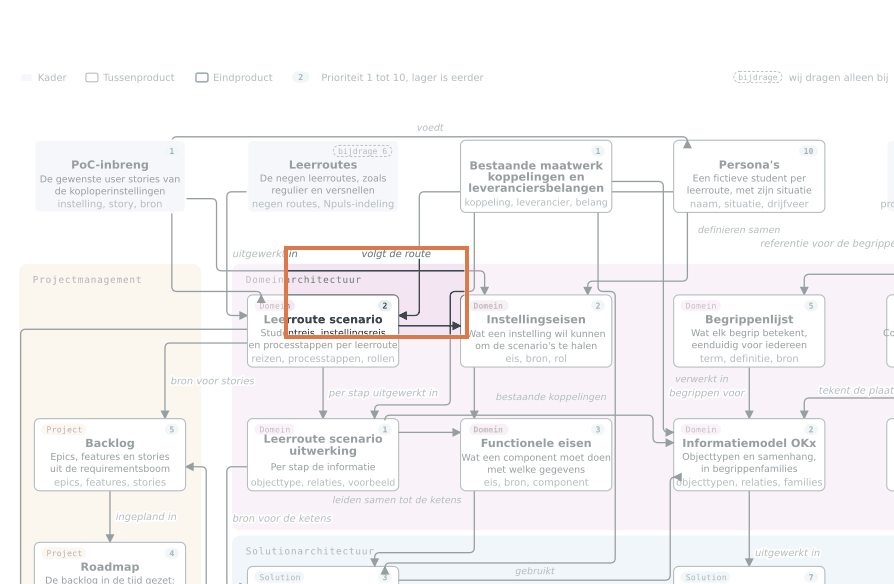 Kader
Tussenproduct
Eindproduct
2
Prioriteit 1 tot 10, lager is eerder
bijdrage
wij dragen alleen bij
voedt
1
PoC-inbreng
De gewenste user stories van
de koploperinstellingen
instelling, story, bron
bijdrage 6
Leerroutes
De negen leerroutes, zoals
regulier en versnellen
negen routes, Npuls-indeling
1
Bestaande maatwerk
koppelingen en
leveranciersbelangen
koppeling, leverancier, belang
10
Persona's
Een fictieve student per
leerroute, met zijn situatie
naam, situatie, drijfveer
definiëren samen
referentie voor de begrippe
uitgewerkt in
volgt de route
Projectmanagement
Domeinarchitectuur
Domein
2
Leerroute scenario
Studentreis, instellingsreis
en processtappen per leerroute
reizen, processtappen, rollen
Domein
2
Instellingseisen
Wat een instelling wil kunnen
om de scenario's te halen
eis, bron, rol
Domein
5
Begrippenlijst
Wat elk begrip betekent,
eenduidig voor iedereen
term, definitie, bron
bron voor stories
per stap uitgewerkt in
bestaande koppelingen
verwerkt in
begrippen voor
tekent de plaat
Project
5
Backlog
Epics, features en stories
uit de requirementsboom
epics, features, stories
Domein
1
Leerroute scenario
uitwerking
Per stap de informatie
objecttype, relaties, voorbeeld
Domein
3
Functionele eisen
Wat een component moet doen
met welke gegevens
eis, bron, component
Domein
2
Informatiemodel OKx
Objecttypen en samenhang,
in begrippenfamilies
objecttypen, relaties, families
leiden samen tot de ketens
ingepland in
bron voor de ketens
Project
4
Roadmap
De backlog in de tijd gezet:
Solutionarchitectuur
uitgewerkt in
gebruikt
Solution
3
Solution
7